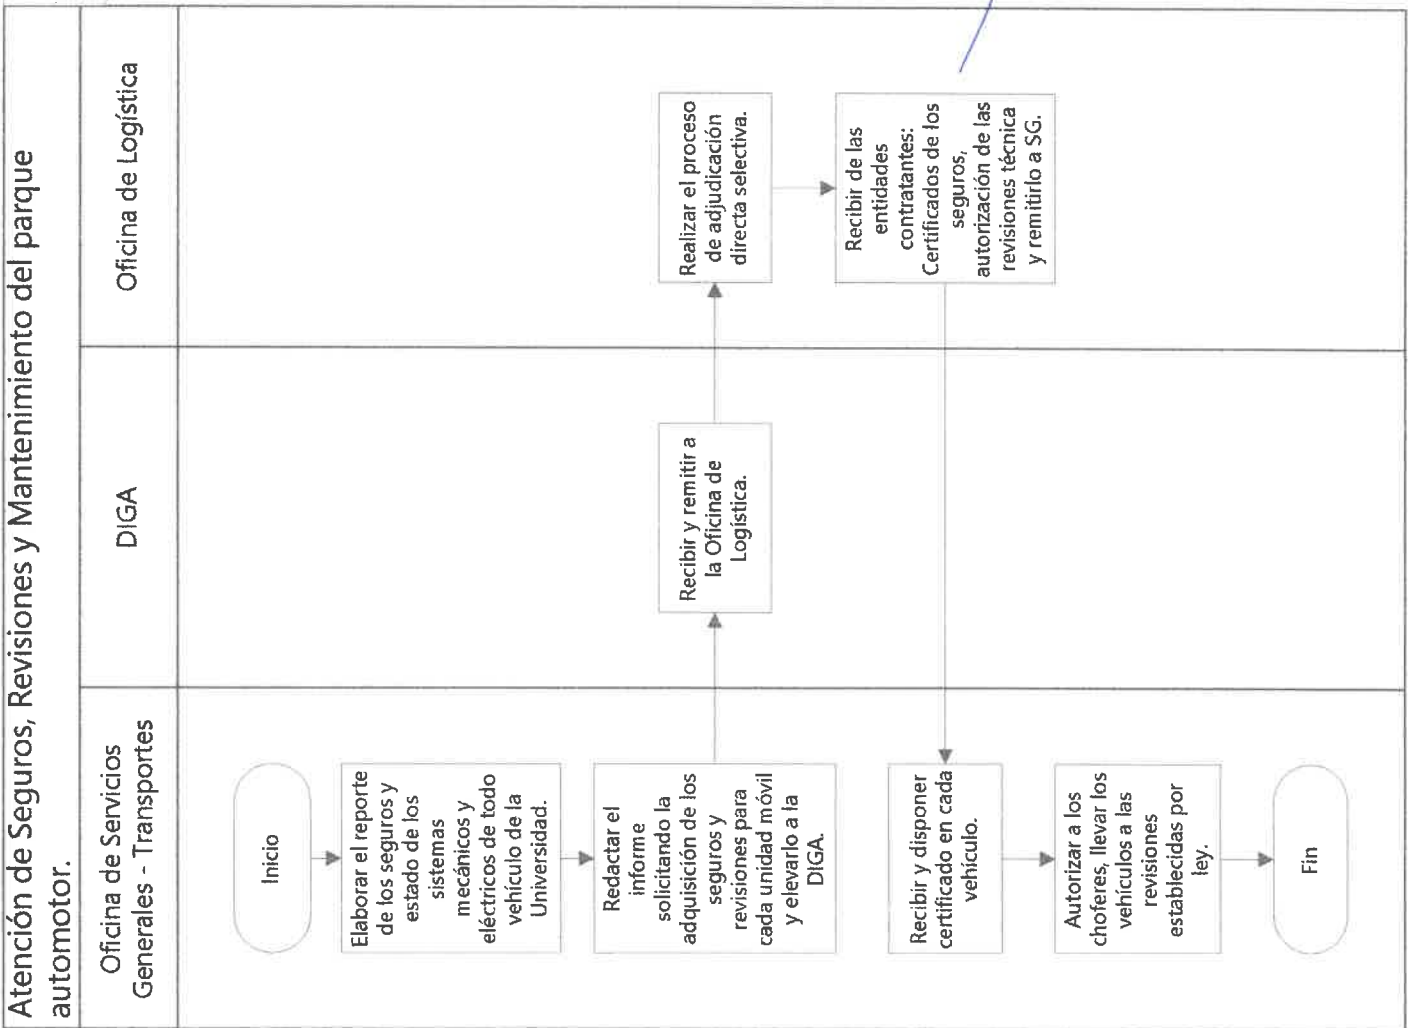 Atención de Seguros, Revisiones y Mantenimiento del parque
automotor.
Oficina de Servicios
Generales - Transportes
DIGA
Oficina de Logística
Inicio
Elaborar el reporte
de los seguros y
estado de los
sistemas
mecánicos y
eléctricos de todo
vehículo de la
Universidad.
Redactar el
informe
solicitando la
adquisición de los
seguros y
revisiones para
cada unidad móvil
y elevarlo a la
DIGA.
Recibir y remitir a
la Oficina de
Logística.
Realizar el proceso
de adjudicación
directa selectiva.
Recibir de las
entidades
contratantes:
Certificados de los
seguros,
autorización de las
revisiones técnica
y remitirlo a SG.
Recibir y disponer
certificado en cada
vehículo.
Autorizar a los
choferes, llevar los
vehículos a las
revisiones
establecidas por
ley.
Fin